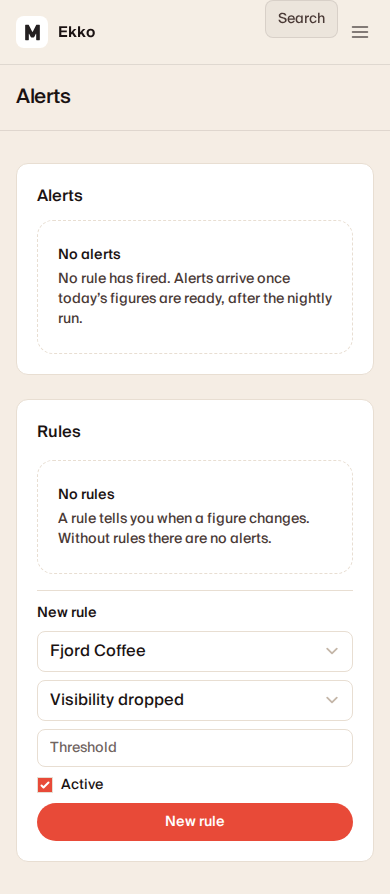 M Ekko
Search
Alerts
Alerts
No alerts
No rule has fired. Alerts arrive once
today's figures are ready, after the nightly
run.
Rules
No rules
A rule tells you when a figure changes.
Without rules there are no alerts.
New rule
Fjord Coffee
Visibility dropped
Threshold
Active
New rule